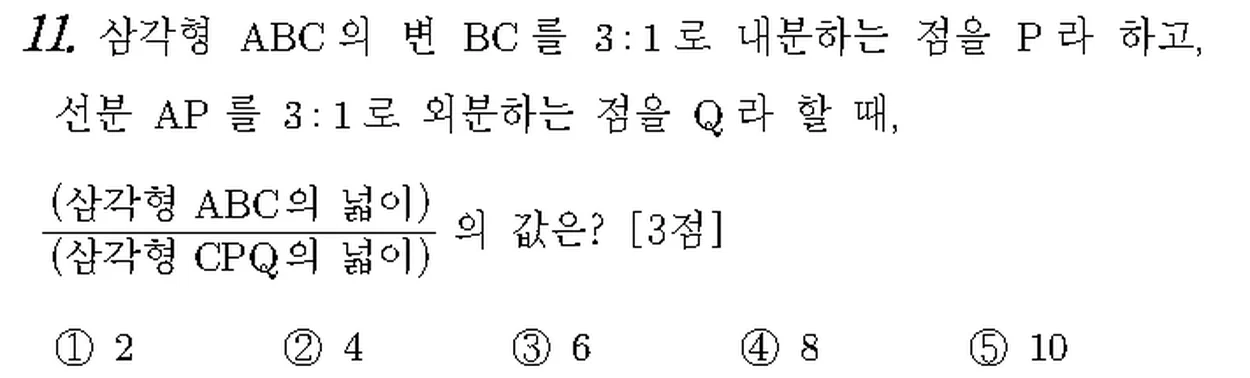 11. 삼각형 ABC의 변 BC를 3:1로 내분하는 점을 P라 하고,
선분 AP를 3:1로 외분하는 점을 Q라 할 때,
(삼각형 ABC의 넓이)
(삼각형 CPQ의 넓이)
의 값은? [3점]
① 2 ② 4 ③ 6 ④ 8 ⑤ 10